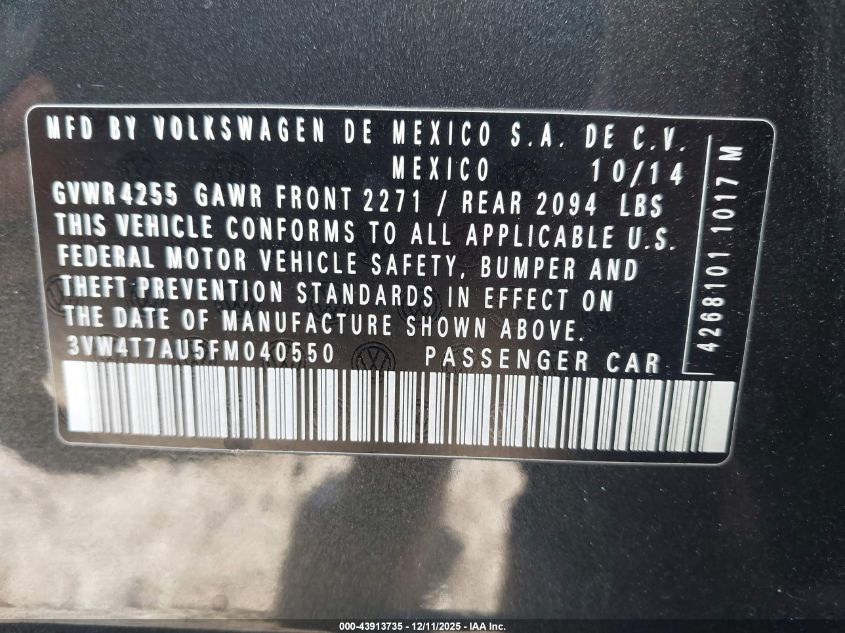 MFD BY VOLKSWAGEN DE MEXICO S.A. DE C.V.
MEXICO 10/14
GVWR 4255 GAWR FRONT 2271 / REAR 2094 LBS
THIS VEHICLE CONFORMS TO ALL APPLICABLE U.S.
FEDERAL MOTOR VEHICLE SAFETY, BUMPER AND
THEFT PREVENTION STANDARDS IN EFFECT ON
THE DATE OF MANUFACTURE SHOWN ABOVE.
3VW4T7AU5FM040550 PASSENGER CAR
4268101 1017 M
000-43913735 - 12/11/2025 - IAA Inc.